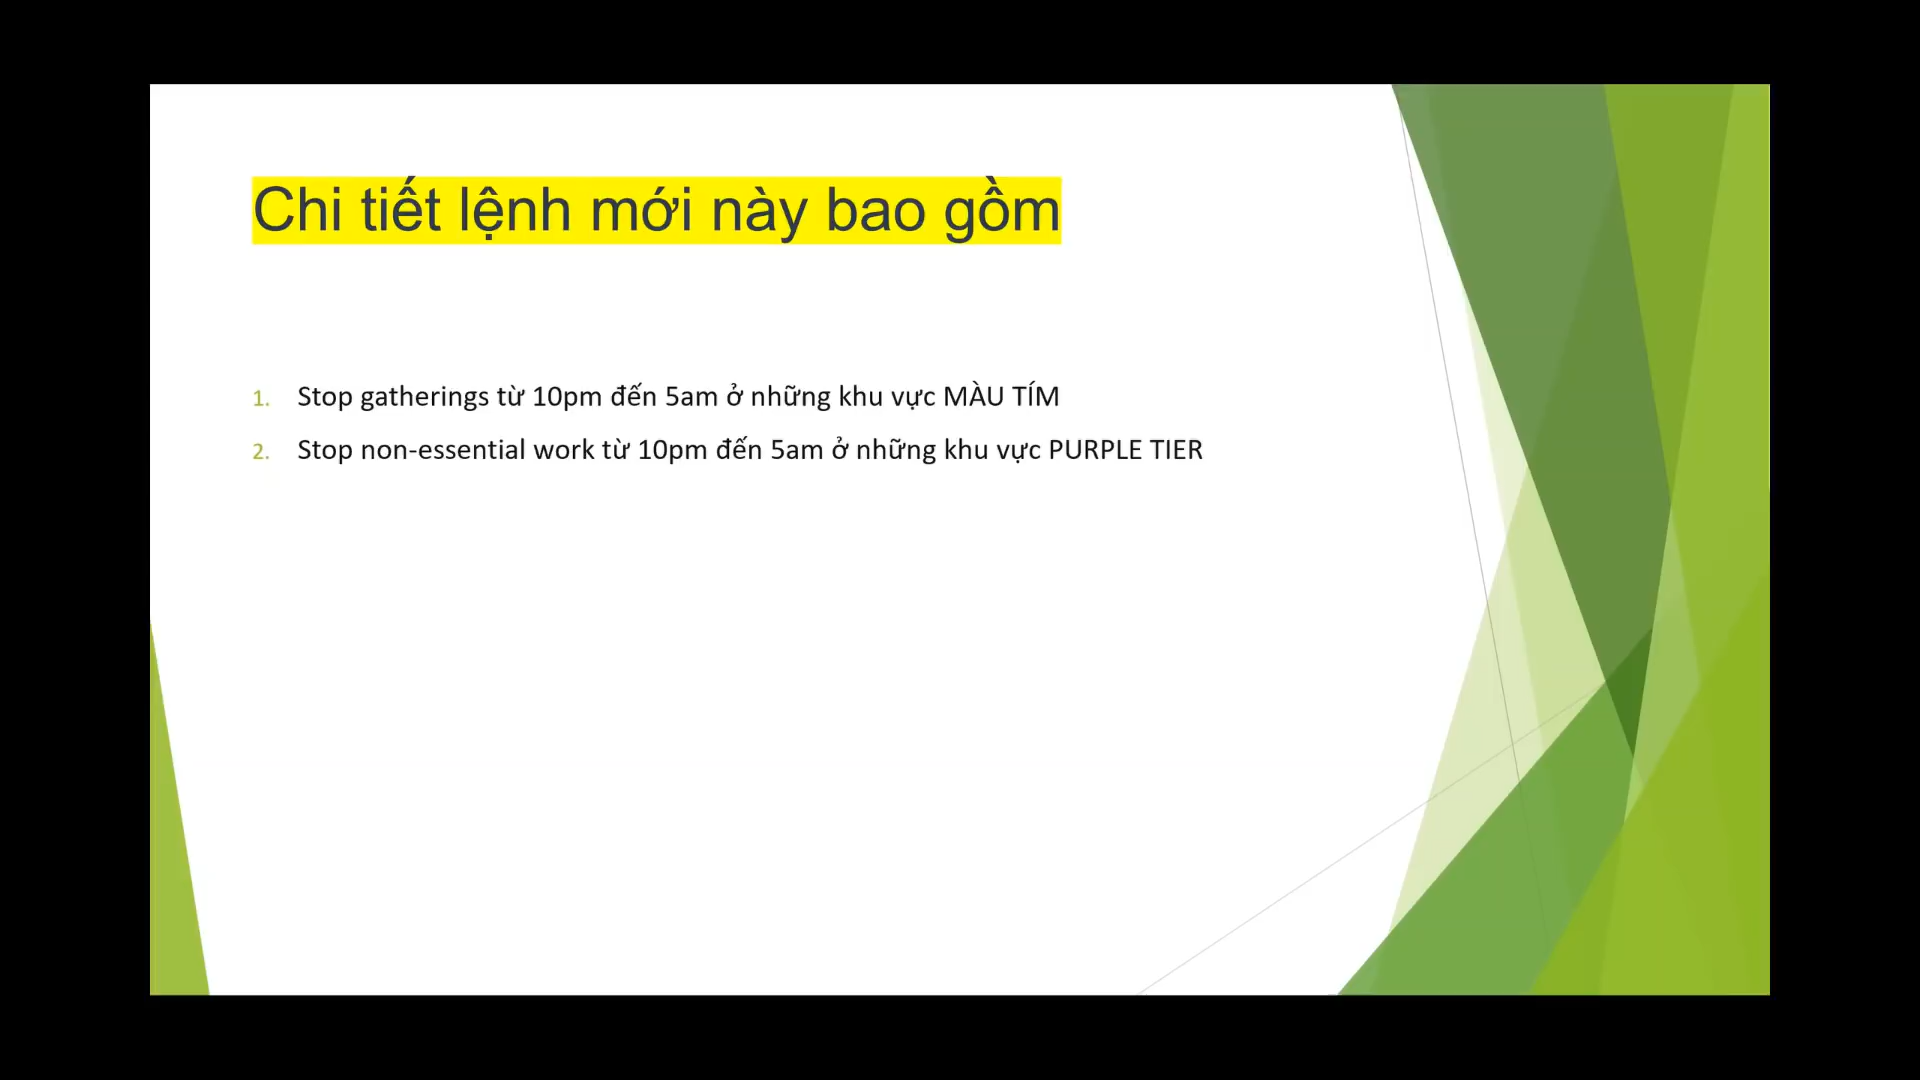 Chi tiết lệnh mới này bao gồm
1. Stop gatherings từ 10pm đến 5am ở những khu vực MÀU TÍM
2. Stop non-essential work từ 10pm đến 5am ở những khu vực PURPLE TIER